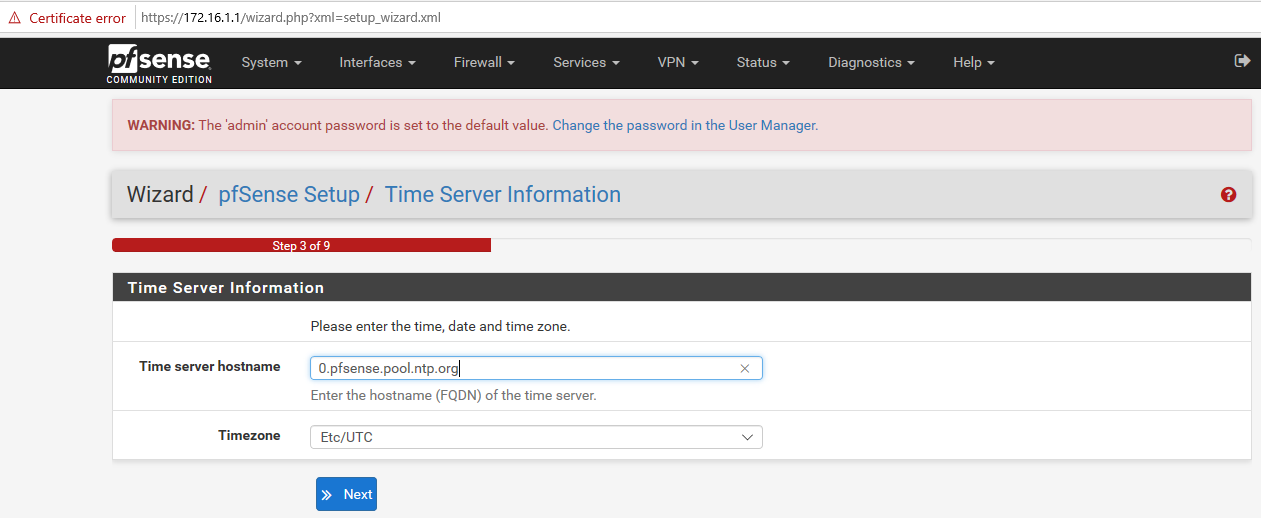 Certificate error https://172.16.1.1/wizard.php?xml=setup_wizard.xml
pfsense System Interfaces Firewall Services VPN Status Diagnostics Help
COMMUNITY EDITION
WARNING: The 'admin' account password is set to the default value. Change the password in the User Manager.
Wizard / pfSense Setup / Time Server Information
Step 3 of 9
Time Server Information
Please enter the time, date and time zone.
Time server hostname 0.pfsense.pool.ntp.org
Enter the hostname (FQDN) of the time server.
Timezone Etc/UTC
Next